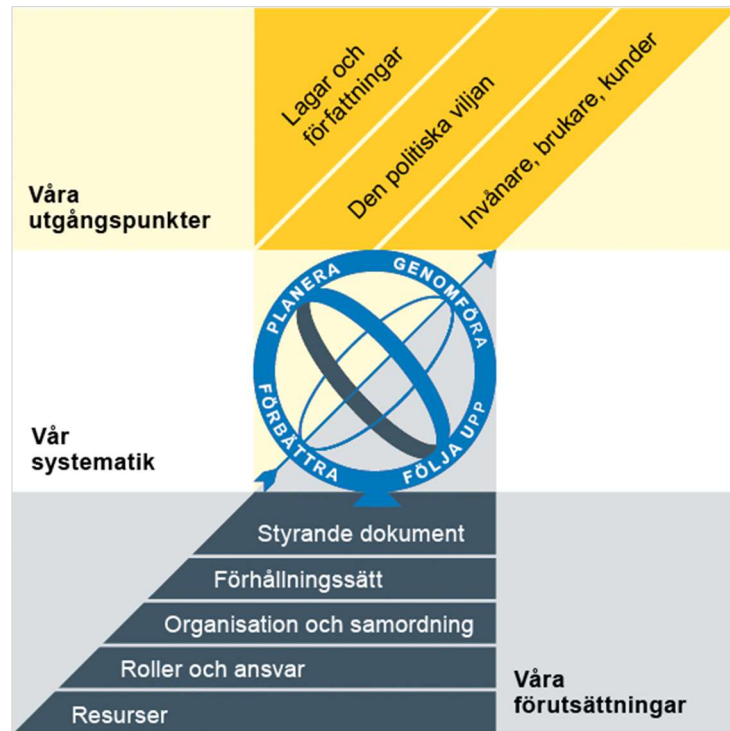 Lagar och
författningar
Den politiska viljan
Invånare, brukare, kunder
Våra
utgångspunkter
PLANERA
GENOMFÖRA
FÖRBÄTTRA
FÖLJA UPP
Vår
systematik
Styrande dokument
Förhållningssätt
Organisation och samordning
Roller och ansvar
Resurser
Våra
förutsättningar